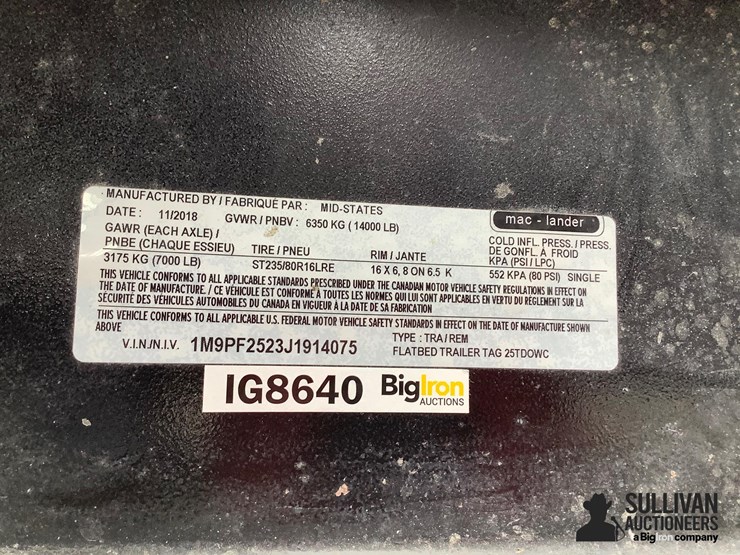 MANUFACTURED BY / FABRIQUÉ PAR : MID-STATES
mac - lander
DATE : 11/2018 GVWR / PNBV : 6350 KG ( 14000 LB)
GAWR (EACH AXLE) /
PNBE (CHAQUE ESSIEU) TIRE / PNEU RIM / JANTE
COLD INFL. PRESS. / PRESS.
DE GONFL. À FROID
KPA (PSI / LPC)
3175 KG (7000 LB) ST235/80R16LRE 16 X 6, 8 ON 6.5 K 552 KPA (80 PSI) SINGLE
THIS VEHICLE CONFORMS TO ALL APPLICABLE STANDARDS PRESCRIBED UNDER THE CANADIAN MOTOR VEHICLE SAFETY REGULATIONS IN EFFECT ON
THE DATE OF MANUFACTURE. / CE VÉHICULE EST CONFORME À TOUTES LES NORMES QUI LUI SONT APPLICABLES EN VERTU DU RÈGLEMENT SUR LA
SÉCURITÉ DES VÉHICULES AUTOMOBILES DU CANADA EN VIGUEUR À LA DATE DE SA FABRICATION
THIS VEHICLE CONFORMS TO ALL APPLICABLE U.S. FEDERAL MOTOR VEHICLE SAFETY STANDARDS IN EFFECT ON THE DATE OF MANUFACTURE SHOWN
ABOVE
V.I.N./N.I.V. 1M9PF2523J1914075
TYPE : TRA / REM
FLATBED TRAILER TAG 25TDOWC
IG8640 BigIron
AUCTIONS
SULLIVAN
AUCTIONEERS
a BigIron company